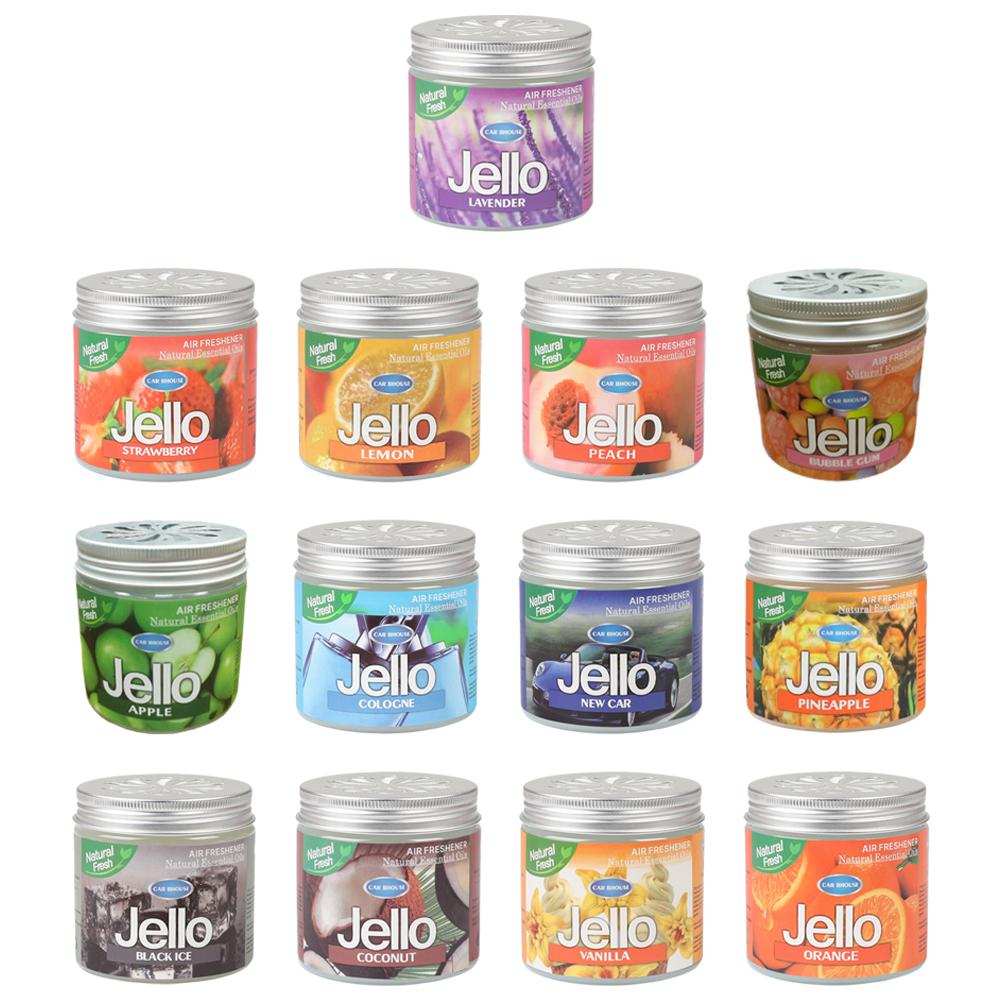 Natural
Fresh
AIR FRESHENER
Natural Essential Oils
CAR BHOUSE
Jello
LAVENDER
Natural
Fresh
AIR FRESHENER
Natural Essential Oils
CAR BHOUSE
Jello
STRAWBERRY
Natural
Fresh
AIR FRESHENER
Natural Essential Oils
CAR BHOUSE
Jello
LEMON
Natural
Fresh
AIR FRESHENER
Natural Essential Oils
CAR BHOUSE
Jello
PEACH
Natural
Fresh
AIR FRESHENER
Natural Essential Oils
CAR BHOUSE
Jello
BUBBLE GUM
Natural
Fresh
AIR FRESHENER
Natural Essential Oils
CAR BHOUSE
Jello
APPLE
Natural
Fresh
AIR FRESHENER
Natural Essential Oils
CAR BHOUSE
Jello
COLOGNE
Natural
Fresh
AIR FRESHENER
Natural Essential Oils
CAR BHOUSE
Jello
NEW CAR
Natural
Fresh
AIR FRESHENER
Natural Essential Oils
CAR BHOUSE
Jello
PINEAPPLE
Natural
Fresh
AIR FRESHENER
Natural Essential Oils
CAR BHOUSE
Jello
BLACK ICE
Natural
Fresh
AIR FRESHENER
Natural Essential Oils
CAR BHOUSE
Jello
COCONUT
Natural
Fresh
AIR FRESHENER
Natural Essential Oils
CAR BHOUSE
Jello
VANILLA
Natural
Fresh
AIR FRESHENER
Natural Essential Oils
CAR BHOUSE
Jello
ORANGE